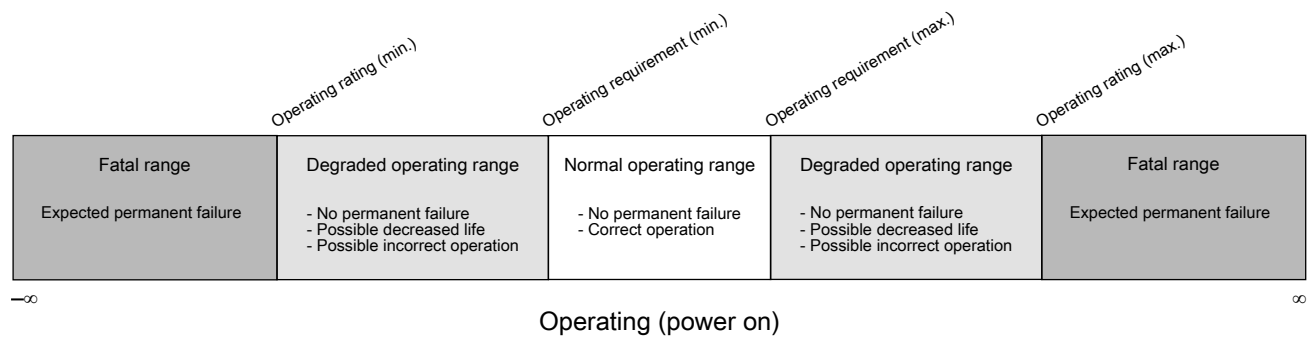 Operating rating (min.)
Operating requirement (min.)
Operating requirement (max.)
Operating rating (max.)
Fatal range
Expected permanent failure
Degraded operating range
- No permanent failure
- Possible decreased life
- Possible incorrect operation
Normal operating range
- No permanent failure
- Correct operation
Degraded operating range
- No permanent failure
- Possible decreased life
- Possible incorrect operation
Fatal range
Expected permanent failure
–∞
∞
Operating (power on)